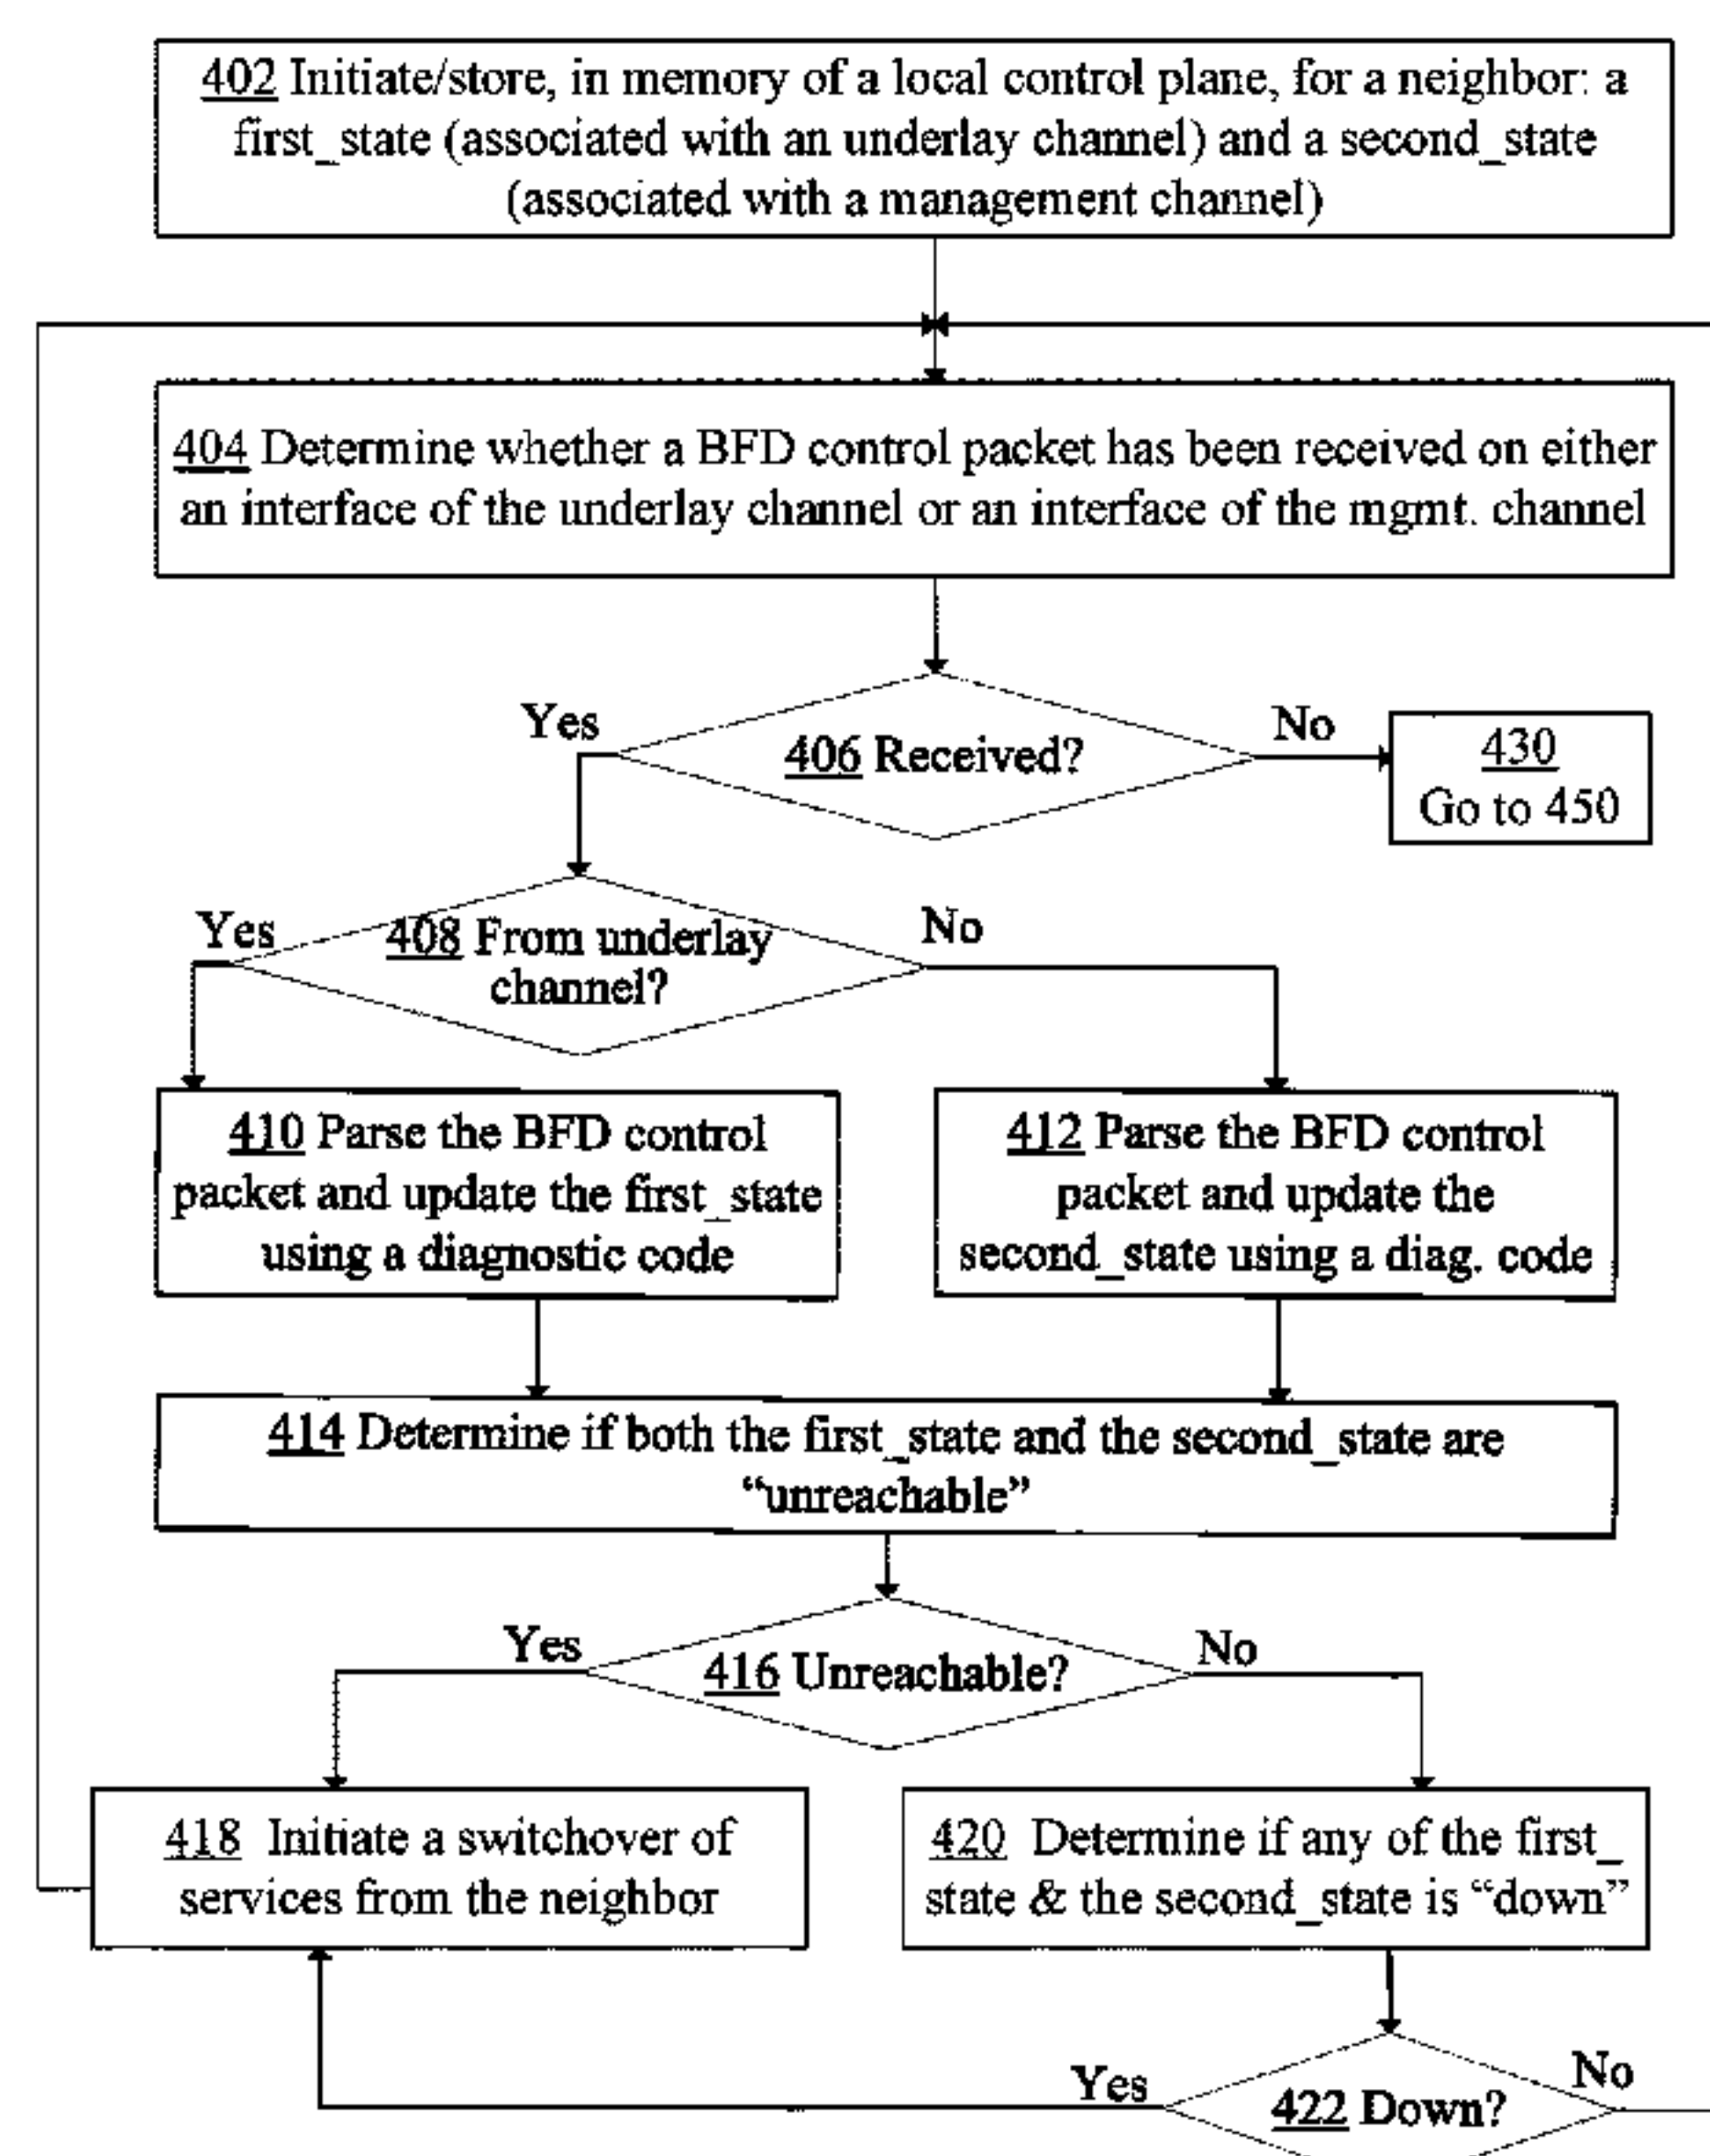 402 Initiate/store, in memory of a local control plane, for a neighbor: a
first_state (associated with an underlay channel) and a second_state
(associated with a management channel)
404 Determine whether a BFD control packet has been received on either
an interface of the underlay channel or an interface of the mgmt. channel
Yes
406 Received?
No
430
Go to 450
Yes
408 From underlay
channel?
No
410 Parse the BFD control
packet and update the first_state
using a diagnostic code
412 Parse the BFD control
packet and update the
second_state using a diag. code
414 Determine if both the first_state and the second_state are
“unreachable”
Yes
416 Unreachable?
No
418 Initiate a switchover of
services from the neighbor
420 Determine if any of the first_
state & the second_state is “down”
Yes
422 Down?
No